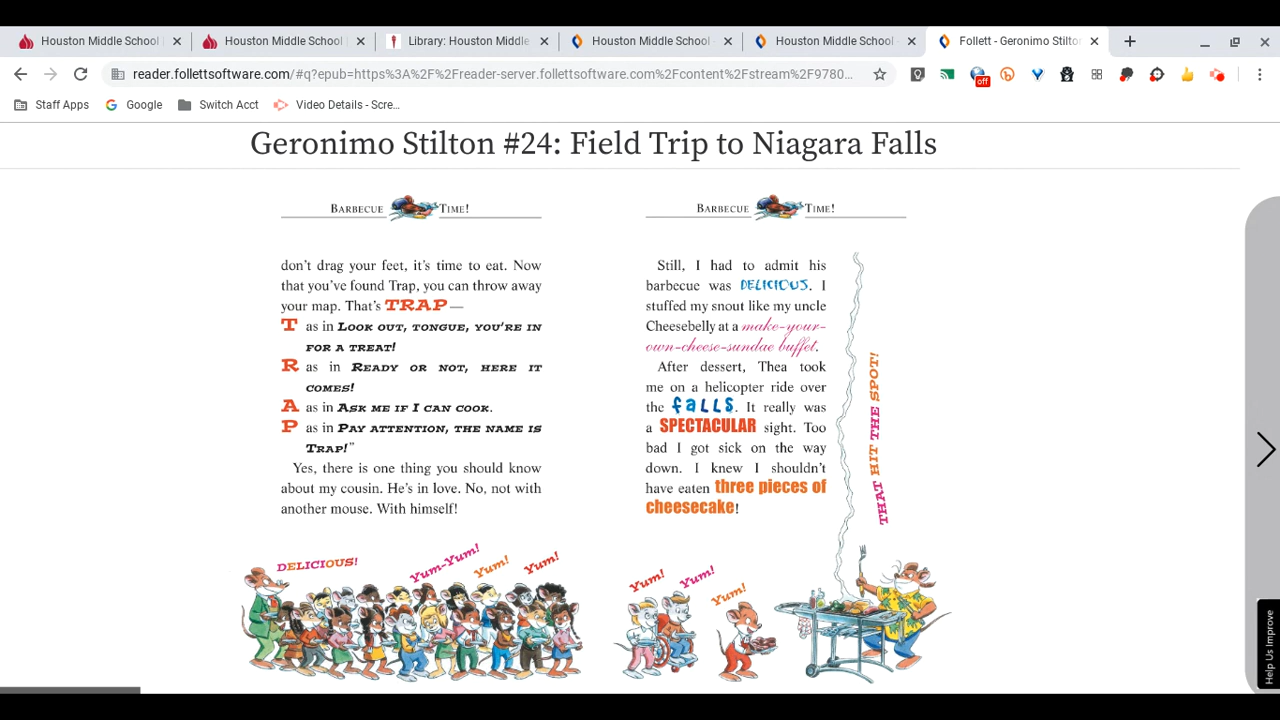 Houston Middle School
Houston Middle School
Library: Houston Middle
Houston Middle School
Houston Middle School
Follett - Geronimo Stilton
reader.follettsoftware.com/#q?epub=https%3A%2F%2Freader-server.follettsoftware.com%2Fcontent%2Fstream%2F9780...
off
Staff Apps
Google
Switch Acct
Video Details - Scre...
Geronimo Stilton #24: Field Trip to Niagara Falls
BARBECUE TIME!
don't drag your feet, it's time to eat. Now
that you've found Trap, you can throw away
your map. That's TRAP—
T as in LOOK OUT, TONGUE, YOU'RE IN
FOR A TREAT!
R as in READY OR NOT, HERE IT
COMES!
A as in ASK ME IF I CAN COOK.
P as in PAY ATTENTION, THE NAME IS
TRAP!"
Yes, there is one thing you should know
about my cousin. He's in love. No, not with
another mouse. With himself!
DELICIOUS!
Yum-Yum!
Yum!
Yum!
BARBECUE TIME!
Still, I had to admit his
barbecue was DELICIOUS. I
stuffed my snout like my uncle
Cheesebelly at a make-your-
own-cheese-sundae buffet.
After dessert, Thea took
me on a helicopter ride over
the FALLS. It really was
a SPECTACULAR sight. Too
bad I got sick on the way
down. I knew I shouldn't
have eaten three pieces of
cheesecake!
THAT HIT THE SPOT!
Yum!
Yum!
Yum!
Help Us Improve